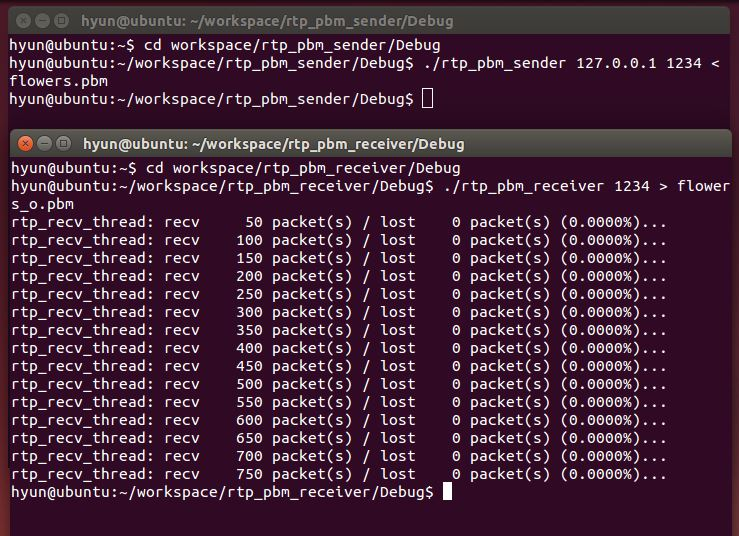 hyun@ubuntu: ~/workspace/rtp_pbm_sender/Debug
hyun@ubuntu:~$ cd workspace/rtp_pbm_sender/Debug
hyun@ubuntu:~/workspace/rtp_pbm_sender/Debug$ ./rtp_pbm_sender 127.0.0.1 1234 <
flowers.pbm
hyun@ubuntu:~/workspace/rtp_pbm_sender/Debug$
hyun@ubuntu: ~/workspace/rtp_pbm_receiver/Debug
hyun@ubuntu:~$ cd workspace/rtp_pbm_receiver/Debug
hyun@ubuntu:~/workspace/rtp_pbm_receiver/Debug$ ./rtp_pbm_receiver 1234 > flower
s_o.pbm
rtp_recv_thread: recv     50 packet(s) / lost    0 packet(s) (0.0000%)...
rtp_recv_thread: recv    100 packet(s) / lost    0 packet(s) (0.0000%)...
rtp_recv_thread: recv    150 packet(s) / lost    0 packet(s) (0.0000%)...
rtp_recv_thread: recv    200 packet(s) / lost    0 packet(s) (0.0000%)...
rtp_recv_thread: recv    250 packet(s) / lost    0 packet(s) (0.0000%)...
rtp_recv_thread: recv    300 packet(s) / lost    0 packet(s) (0.0000%)...
rtp_recv_thread: recv    350 packet(s) / lost    0 packet(s) (0.0000%)...
rtp_recv_thread: recv    400 packet(s) / lost    0 packet(s) (0.0000%)...
rtp_recv_thread: recv    450 packet(s) / lost    0 packet(s) (0.0000%)...
rtp_recv_thread: recv    500 packet(s) / lost    0 packet(s) (0.0000%)...
rtp_recv_thread: recv    550 packet(s) / lost    0 packet(s) (0.0000%)...
rtp_recv_thread: recv    600 packet(s) / lost    0 packet(s) (0.0000%)...
rtp_recv_thread: recv    650 packet(s) / lost    0 packet(s) (0.0000%)...
rtp_recv_thread: recv    700 packet(s) / lost    0 packet(s) (0.0000%)...
rtp_recv_thread: recv    750 packet(s) / lost    0 packet(s) (0.0000%)...
hyun@ubuntu:~/workspace/rtp_pbm_receiver/Debug$